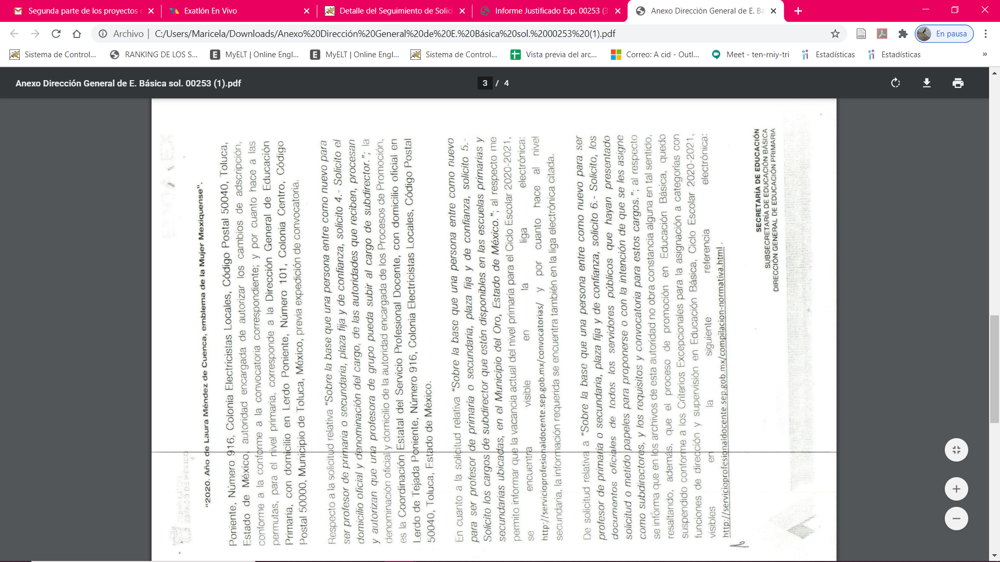 Segunda parte de los proyectos
Exatlón En Vivo
Detalle del Seguimiento de Solici
Informe Justificado Exp. 00253 (3
Anexo Dirección General de E. Bá
Archivo
C:/Users/Maricela/Downloads/Anexo%20Dirección%20General%20de%20E.%20Básica%20sol.%2000253%20(1).pdf
En pausa
Sistema de Control...
RANKING DE LOS S...
MyELT | Online Engl...
MyELT | Online Engl...
Sistema de Control...
Vista previa del arc...
Correo: A cid - Outl...
Meet - ten-rniy-tri
Estadísticas
Estadísticas
»
Anexo Dirección General de E. Básica sol. 00253 (1).pdf
3 / 4
"2020. Año de Laura Méndez de Cuenca, emblema de la Mujer Mexiquense".
Poniente, Número 916, Colonia Electricistas Locales, Código Postal 50040, Toluca,
Estado de México, autoridad encargada de autorizar los cambios de adscripción,
conforme a la conforme a la convocatoria correspondiente; y por cuanto hace a las
permutas, para el nivel primaria, corresponde a la Dirección General de Educación
Primaria, con domicilio en Lerdo Poniente, Número 101, Colonia Centro, Código
Postal 50000, Municipio de Toluca, México, previa expedición de convocatoria.
Respecto a la solicitud relativa "Sobre la base que una persona entre como nuevo para
ser profesor de primaria o secundaria, plaza fija y de confianza, solicito 4.- Solicito el
domicilio oficial y denominación del cargo, de las autoridades que reciben, procesan
y autorizan que una profesora de grupo pueda subir al cargo de subdirector."; la
denominación oficial y domicilio de la autoridad encargada de los Procesos de Promoción,
es la Coordinación Estatal del Servicio Profesional Docente, con domicilio oficial en
Lerdo de Tejada Poniente, Número 916, Colonia Electricistas Locales, Código Postal
50040, Toluca, Estado de México.
En cuanto a la solicitud relativa "Sobre la base que una persona entre como nuevo
para ser profesor de primaria o secundaria, plaza fija y de confianza, solicito 5.-
Solicito los cargos de subdirector que estén disponibles en las escuelas primarias y
secundarias ubicadas, en el Municipio del Oro, Estado de México."; al respecto me
permito informar que la vacancia actual del nivel primaria para el Ciclo Escolar 2020-2021,
se encuentra visible en la liga electrónica:
http://servicioprofesionaldocente.sep.gob.mx/convocatorias/ y por cuanto hace al nivel
secundaria, la información requerida se encuentra también en la liga electrónica citada.
De solicitud relativa a "Sobre la base que una persona entre como nuevo para ser
profesor de primaria o secundaria, plaza fija y de confianza, solicito 6.- Solicito, los
documentos oficiales de todos los servidores públicos que hayan presentado
solicitud o metido papeles para proponerse o con la intención de que se les asigne
como subdirectores, y los requisitos y convocatoria para estos cargos."; al respecto
se informa que en los archivos de esta autoridad no obra constancia alguna en tal sentido,
resaltando, además, que el proceso de promoción en Educación Básica, quedo
suspendido conforme a los Criterios Excepcionales para la asignación a categorías con
funciones de dirección y supervisión en Educación Básica, Ciclo Escolar 2020-2021,
visibles en la siguiente referencia electrónica:
http://servicioprofesionaldocente.sep.gob.mx/compilacion-normativa.html.
SECRETARÍA DE EDUCACIÓN
SUBSECRETARÍA DE EDUCACIÓN BÁSICA
DIRECCIÓN GENERAL DE EDUCACIÓN PRIMARIA